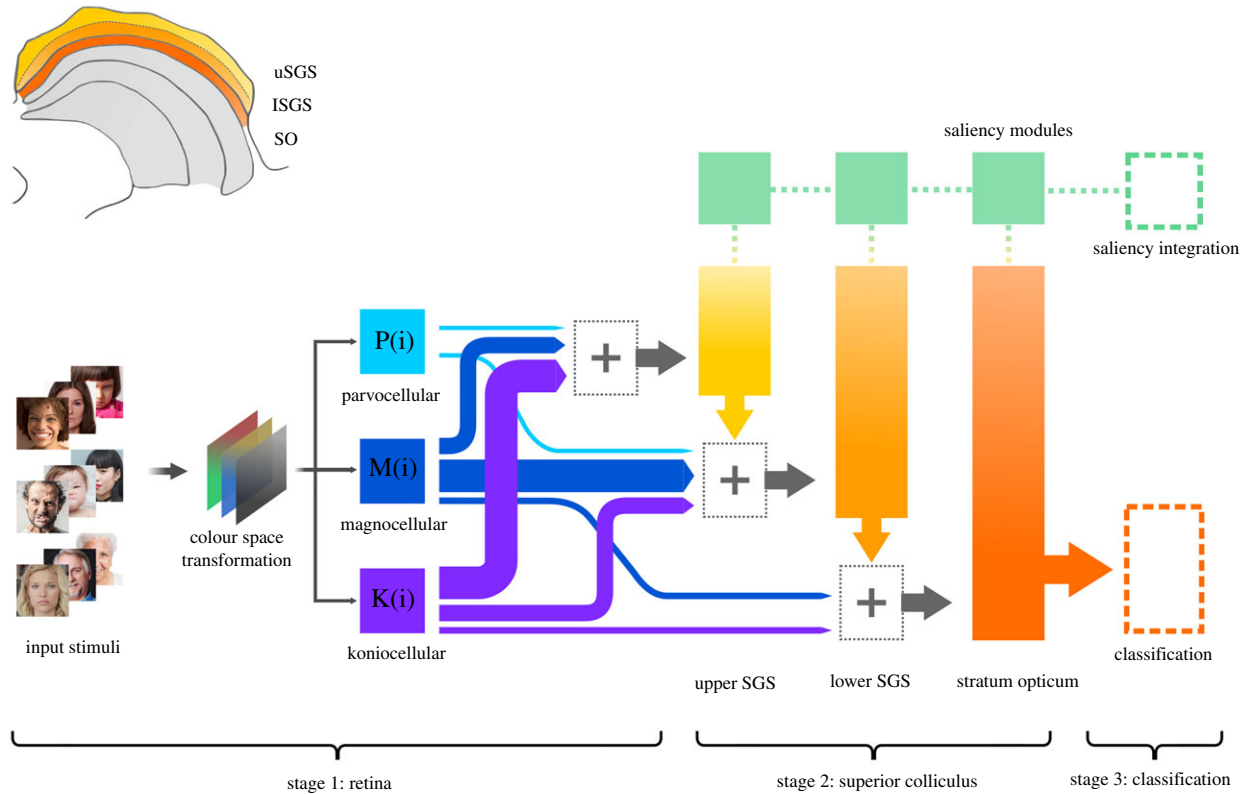 uSGS
lSGS
SO
saliency modules
saliency integration
P(i)
parvocellular
M(i)
magnocellular
K(i)
koniocellular
+
+
+
colour space
transformation
input stimuli
upper SGS
lower SGS
stratum opticum
classification
stage 1: retina
stage 2: superior colliculus
stage 3: classification